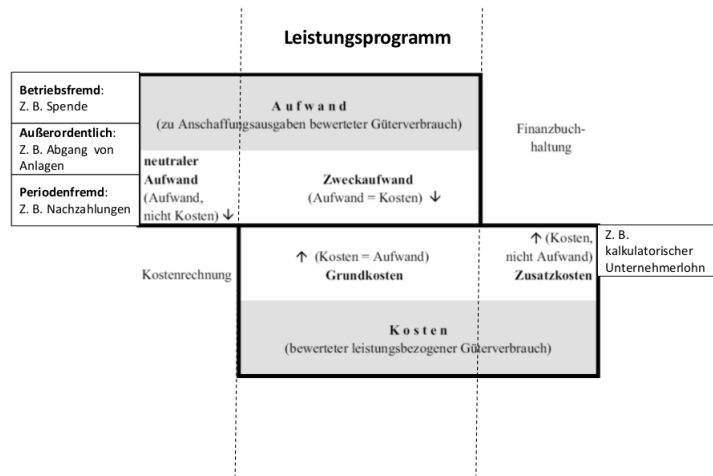 Leistungsprogramm
Betriebsfremd:
Z. B. Spende
Außerordentlich:
Z. B. Abgang von
Anlagen
Periodenfremd:
Z. B. Nachzahlungen
Aufwand
(zu Anschaffungsausgaben bewerteter Güterverbrauch)
Finanzbuch-
haltung
neutraler
Aufwand
(Aufwand,
nicht Kosten) ↓
Zweckaufwand
(Aufwand = Kosten) ↓
Kostenrechnung
↑ (Kosten = Aufwand)
Grundkosten
↑ (Kosten,
nicht Aufwand)
Zusatzkosten
Z. B.
kalkulatorischer
Unternehmerlohn
Kosten
(bewerteter leistungsbezogener Güterverbrauch)